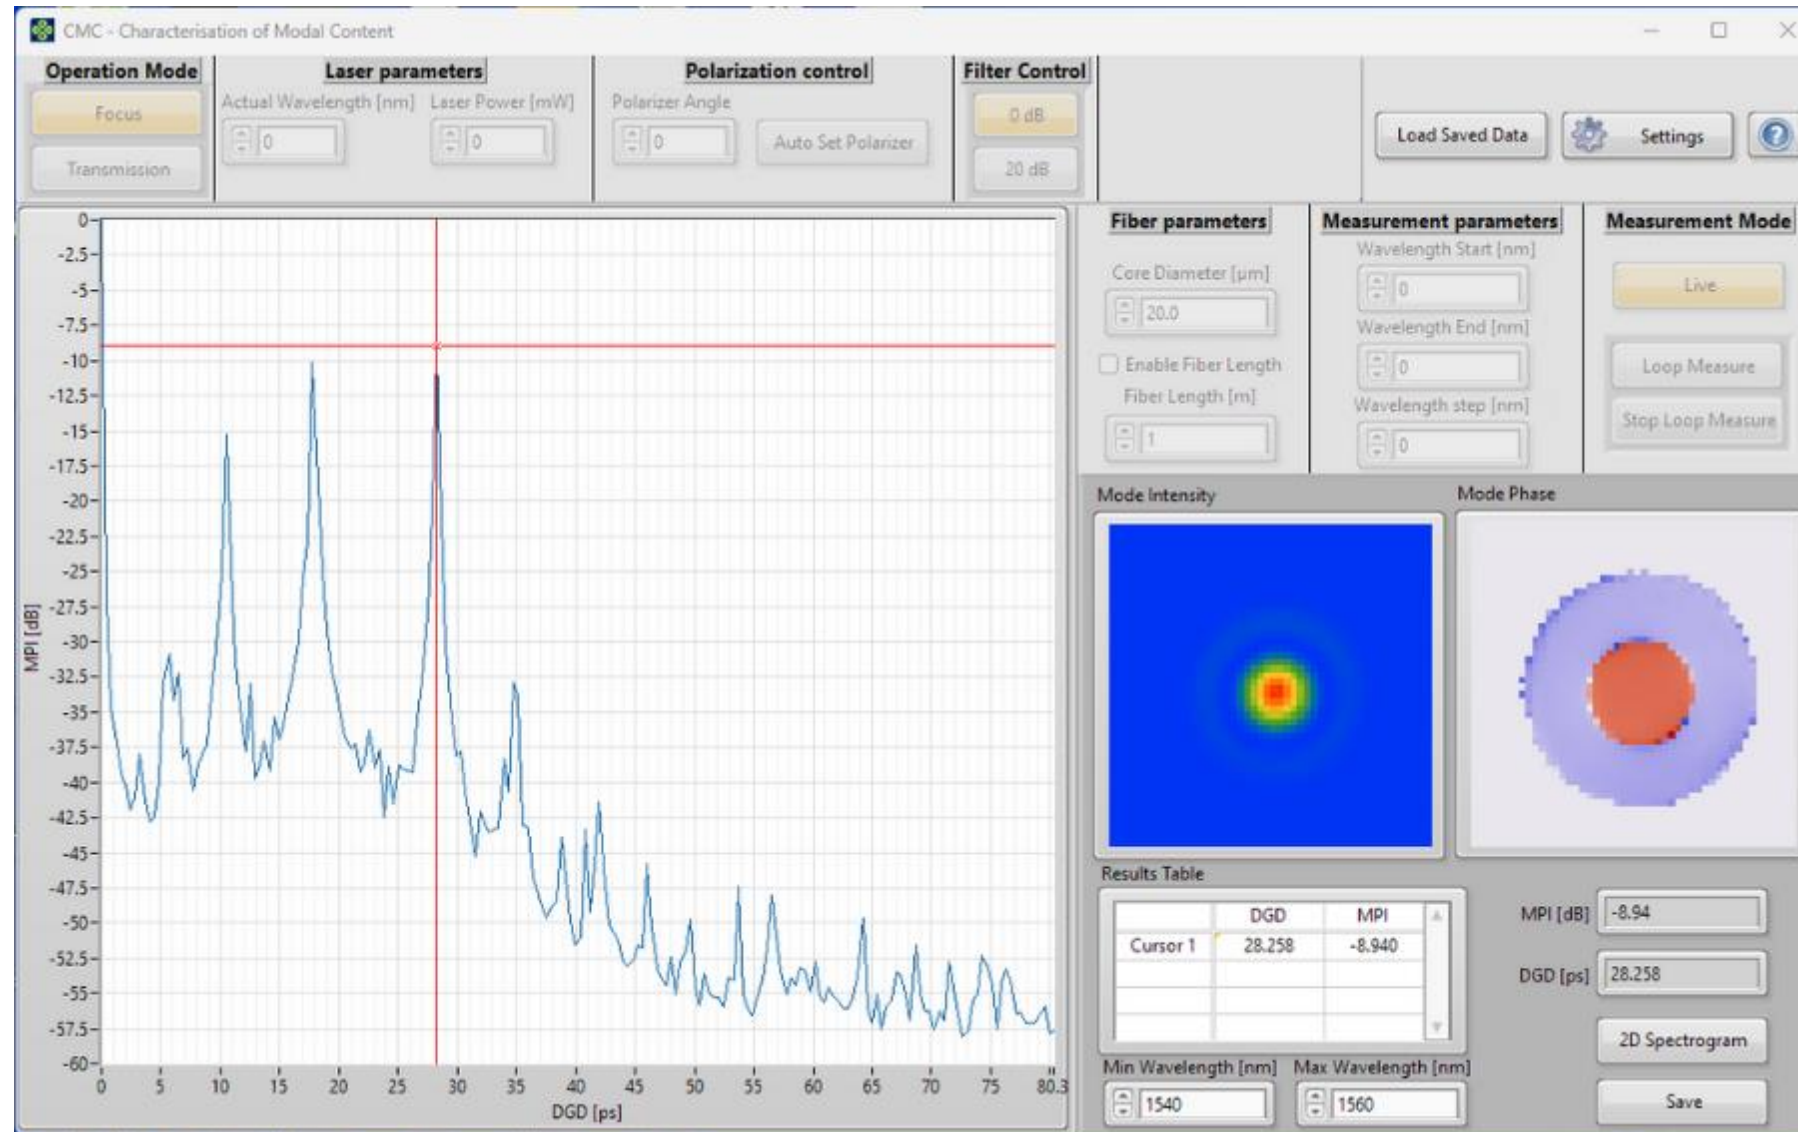 CMC - Characterisation of Modal Content
Operation Mode
Focus
Transmission
Laser parameters
Actual Wavelength [nm] Laser Power [mW]
0 0
Polarization control
Polarizer Angle
0 Auto Set Polarizer
Filter Control
0 dB
20 dB
Load Saved Data
Settings
?
MPI [dB]
0
-2.5
-5
-7.5
-10
-12.5
-15
-17.5
-20
-22.5
-25
-27.5
-30
-32.5
-35
-37.5
-40
-42.5
-45
-47.5
-50
-52.5
-55
-57.5
-60
0 5 10 15 20 25 30 35 40 45 50 55 60 65 70 75 80.3
DGD [ps]
Fiber parameters
Core Diameter [µm]
20.0
Enable Fiber Length
Fiber Length [m]
1
Measurement parameters
Wavelength Start [nm]
0
Wavelength End [nm]
0
Wavelength step [nm]
0
Measurement Mode
Live
Loop Measure
Stop Loop Measure
Mode Intensity
Mode Phase
Results Table
DGD MPI
Cursor 1 28.258 -8.940
MPI [dB] -8.94
DGD [ps] 28.258
2D Spectrogram
Min Wavelength [nm] Max Wavelength [nm]
1540 1560
Save